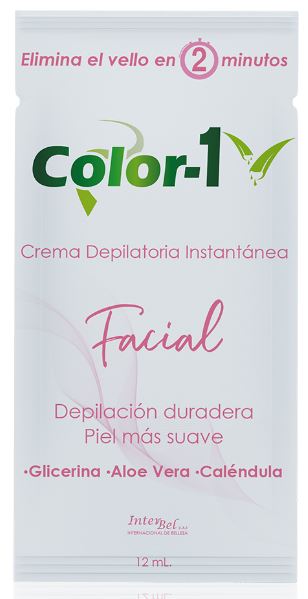 Elimina el vello en 2 minutos
Color-1
Crema Depilatoria Instantánea
Facial
Depilación duradera
Piel más suave
•Glicerina •Aloe Vera •Caléndula
InterBel s.a.s
INTERNACIONAL DE BELLEZA
12 mL.